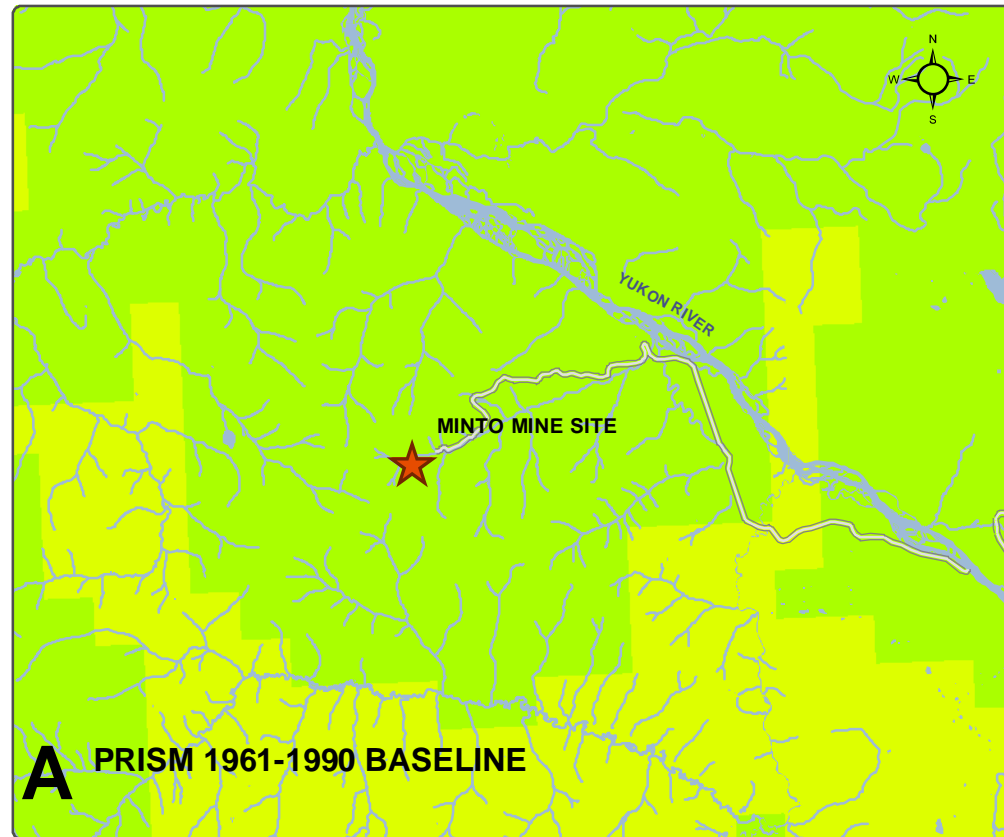 N
W E
S
YUKON RIVER
MINTO MINE SITE
A PRISM 1961-1990 BASELINE